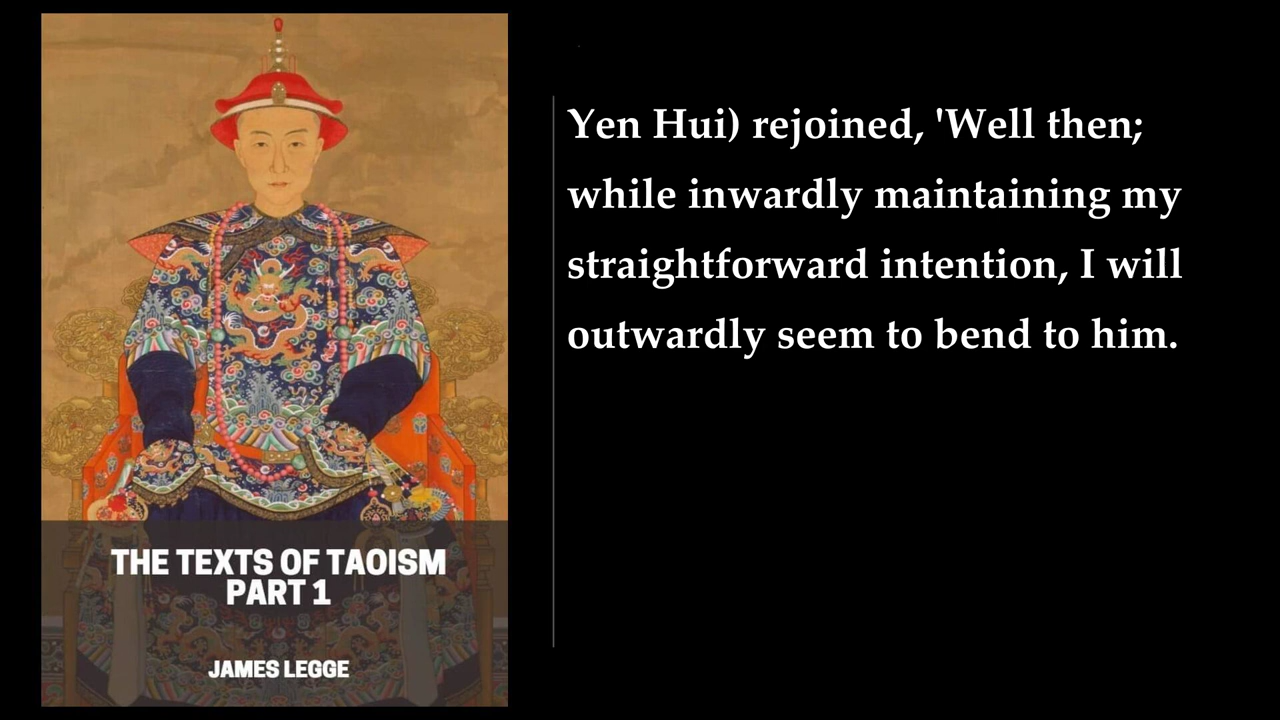 THE TEXTS OF TAOISM
PART 1
JAMES LEGGE
Yen Hui) rejoined, 'Well then;
while inwardly maintaining my
straightforward intention, I will
outwardly seem to bend to him.